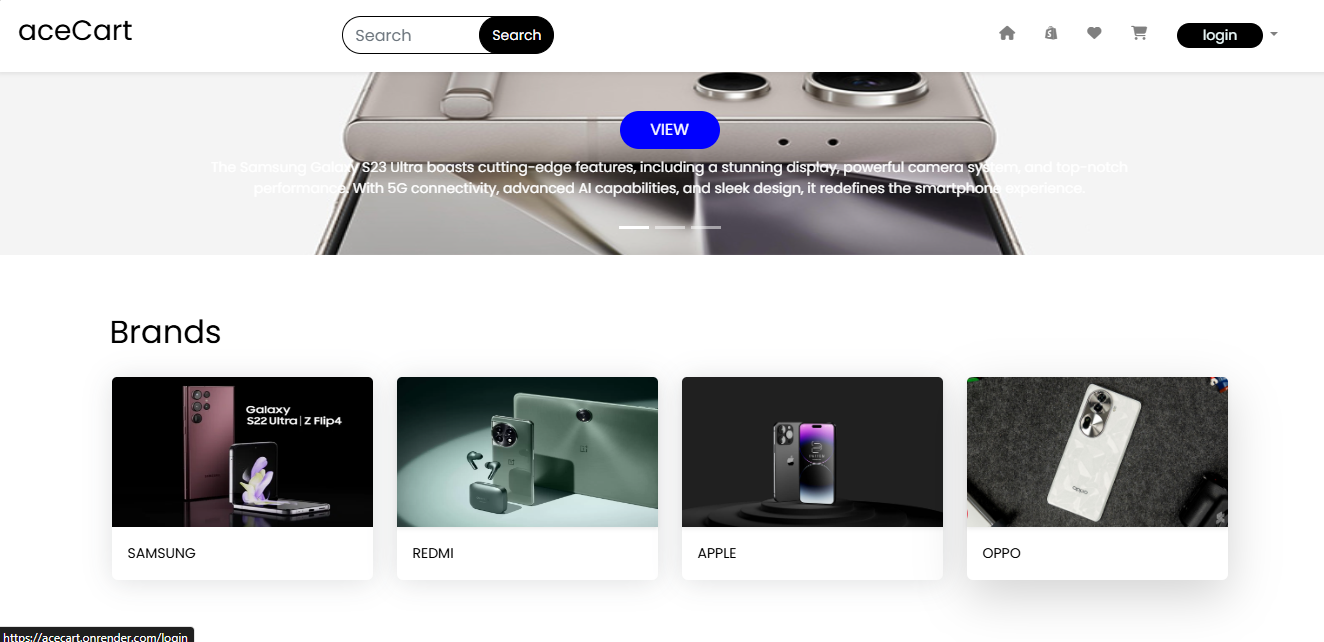 aceCart
Search
Search
login
VIEW
The Samsung Galaxy S23 Ultra boasts cutting-edge features, including a stunning display, powerful camera system, and top-notch
performance. With 5G connectivity, advanced AI capabilities, and sleek design, it redefines the smartphone experience.
Brands
Galaxy
S22 Ultra | Z Flip4
oppo
SAMSUNG
REDMI
APPLE
OPPO
https://acecart.onrender.com/login